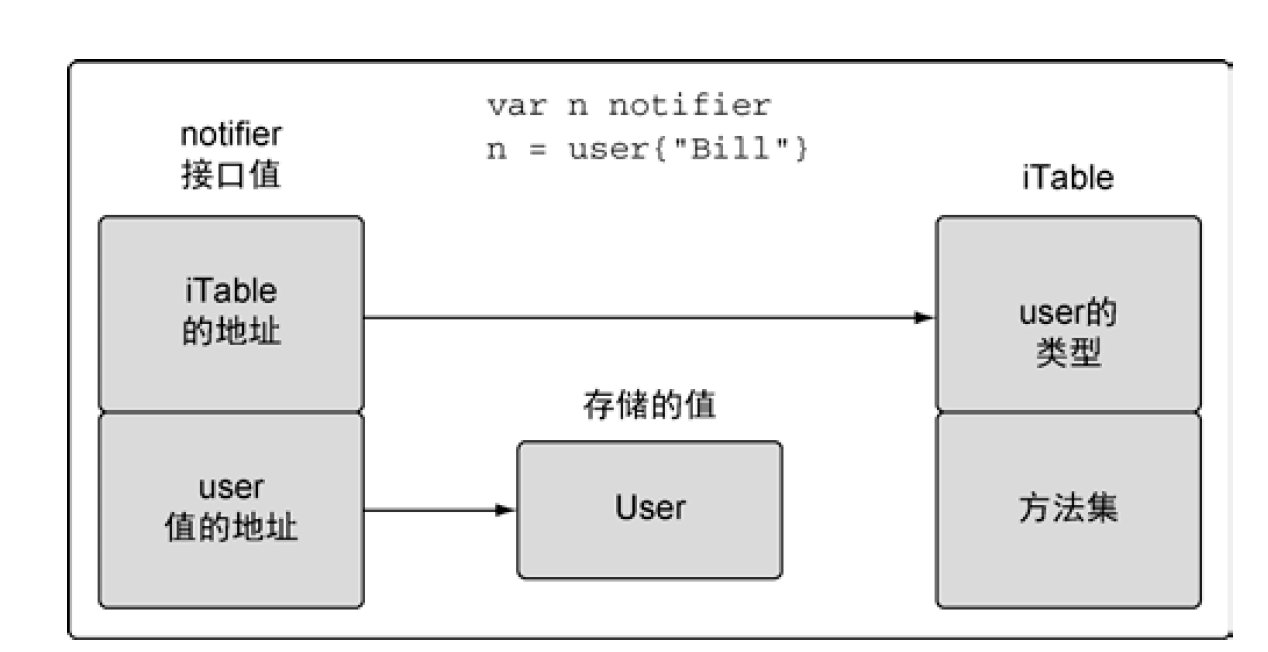 var n notifier
n = user{"Bill"}
notifier
接口值
iTable
iTable
的地址
user的
类型
存储的值
user
值的地址
User
方法集